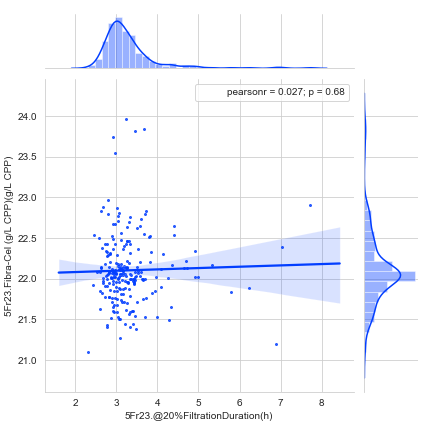 pearsonr = 0.027; p = 0.68
24.0
23.5
23.0
22.5
22.0
21.5
21.0
5Fr23.Fibra-Cel (g/L CPP)(g/L CPP)
2 3 4 5 6 7 8
5Fr23.@20%FiltrationDuration(h)